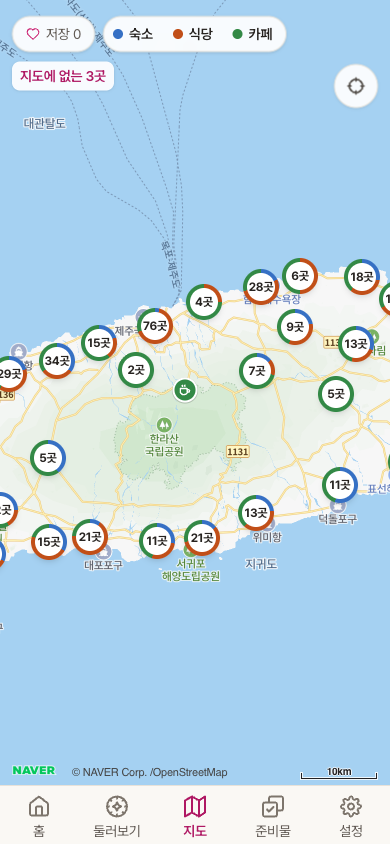 저장 0
숙소
식당
카페
지도에 없는 3곳
대관탈도
6곳
18곳
28곳
4곳
76곳
9곳
15곳
13곳
34곳
2곳
7곳
29곳
136
5곳
한라산
국립공원
1131
5곳
11곳
덕돌포구
13곳
위미항
21곳
21곳
15곳
11곳
대포포구
서귀포
해양도립공원
지귀도
NAVER
© NAVER Corp. /OpenStreetMap
10km
홈
둘러보기
지도
준비물
설정